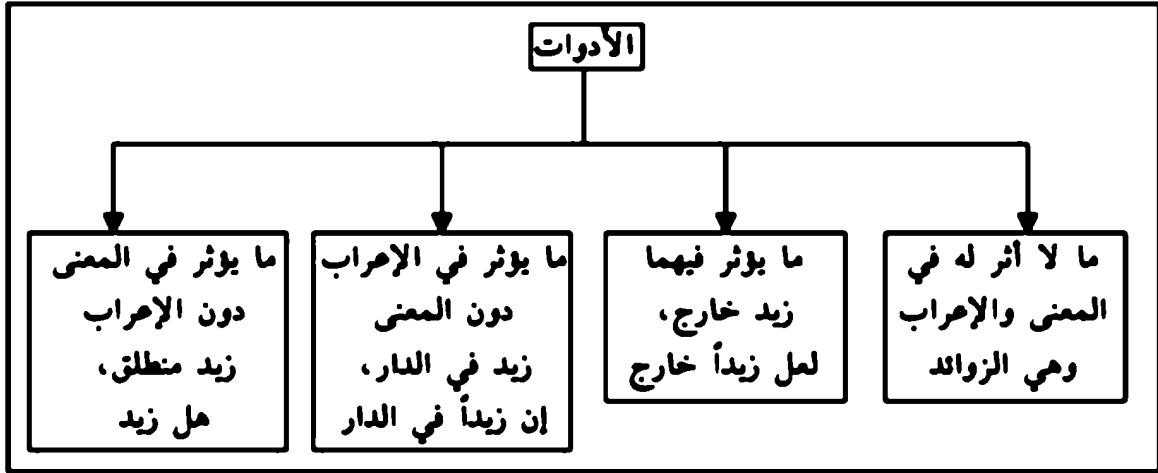 الأدوات
ما لا أثر له في
المعنى والإعراب
وهي الزوائد
ما يؤثر فيهما
زيد خارج،
لعل زيداً خارج
ما يؤثر في الإعراب
دون المعنى
زيد في الدار،
إن زيداً في الدار
ما يؤثر في المعنى
دون الإعراب
زيد منطلق،
هل زيد